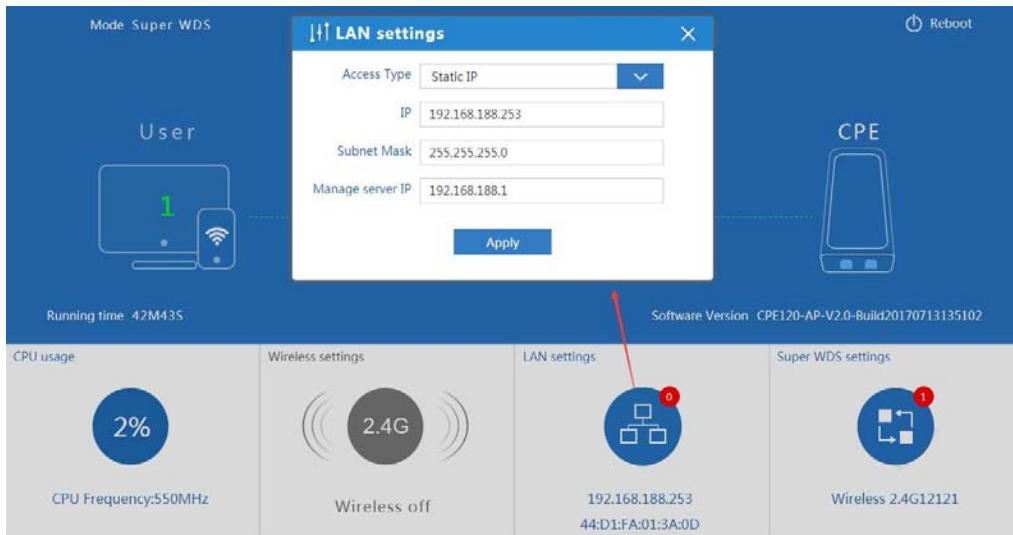 Mode Super WDS
Reboot
LAN settings
Access Type Static IP
IP 192.168.188.253
Subnet Mask 255.255.255.0
Manage server IP 192.168.188.1
Apply
User
1
CPE
Running time 42M43S
Software Version CPE120-AP-V2.0-Build20170713135102
CPU usage
2%
CPU Frequency:550MHz
Wireless settings
2.4G
Wireless off
LAN settings
0
192.168.188.253
44:D1:FA:01:3A:0D
Super WDS settings
1
Wireless 2.4G12121